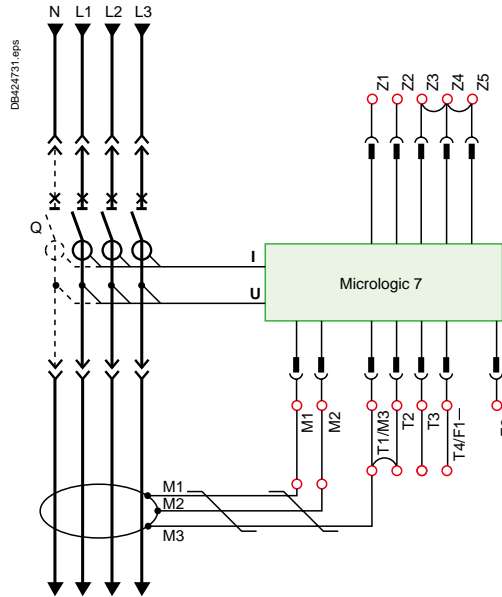 N L1 L2 L3
DB424731.eps
Z1
Z2
Z3
Z4
Z5
Q
I
U
Micrologic 7
M1
M2
T1/M3
T2
T3
T4/F1—
M1
M2
M3